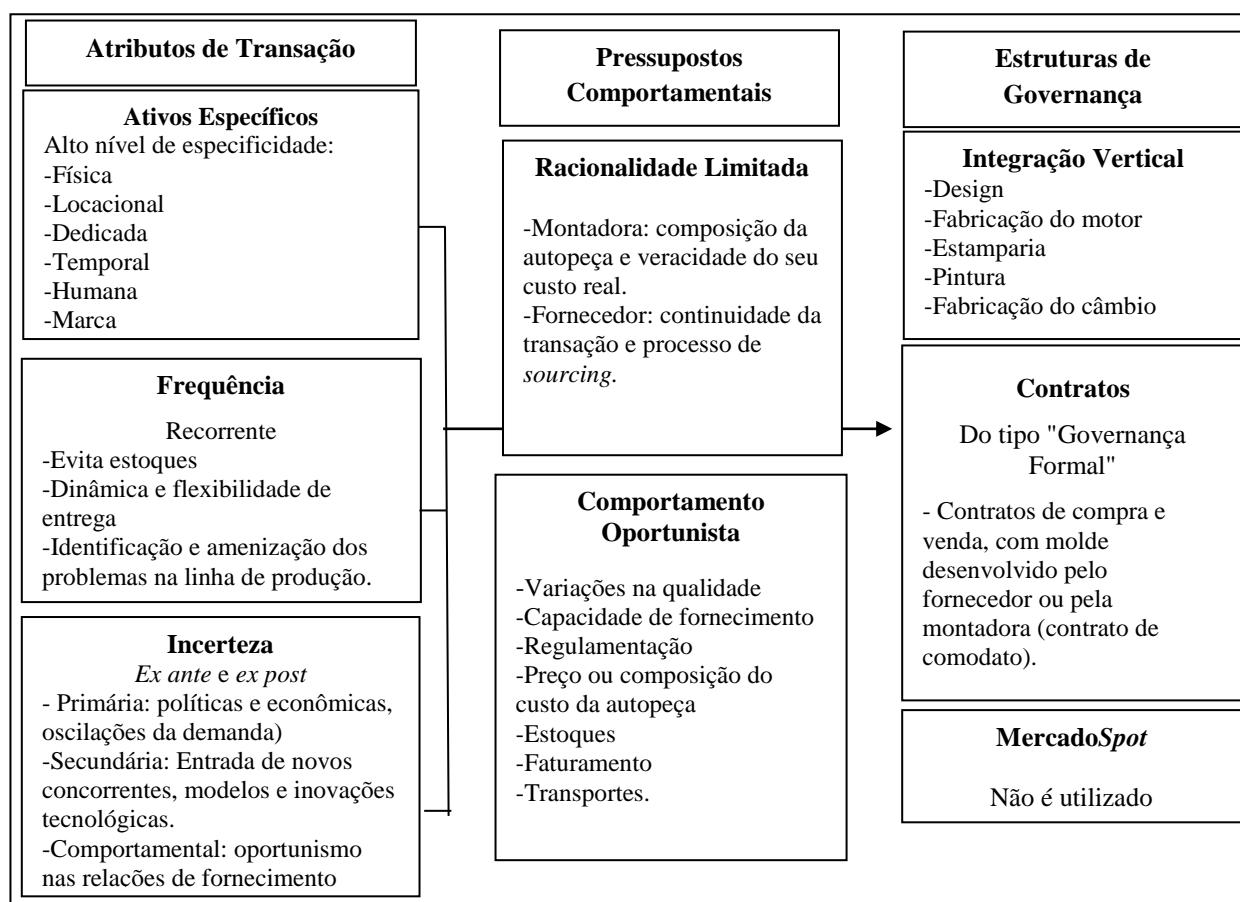 Atributos de Transação
Ativos Específicos
Alto nível de especificidade:
-Física
-Locacional
-Dedicada
-Temporal
-Humana
-Marca
Frequência
Recorrente
-Evita estoques
-Dinâmica e flexibilidade de
entrega
-Identificação e amenização dos
problemas na linha de produção.
Incerteza
Ex ante e ex post
- Primária: políticas e econômicas,
oscilações da demanda)
-Secundária: Entrada de novos
concorrentes, modelos e inovações
tecnológicas.
-Comportamental: oportunismo
nas relações de fornecimento
Pressupostos
Comportamentais
Racionalidade Limitada
-Montadora: composição da
autopeça e veracidade do seu
custo real.
-Fornecedor: continuidade da
transação e processo de
sourcing.
Comportamento
Oportunista
-Variações na qualidade
-Capacidade de fornecimento
-Regulamentação
-Preço ou composição do
custo da autopeça
-Estoques
-Faturamento
-Transportes.
Estruturas de
Governança
Integração Vertical
-Design
-Fabricação do motor
-Estamparia
-Pintura
-Fabricação do câmbio
Contratos
Do tipo "Governança
Formal"
- Contratos de compra e
venda, com molde
desenvolvido pelo
fornecedor ou pela
montadora (contrato de
comodato).
MercadoSpot
Não é utilizado